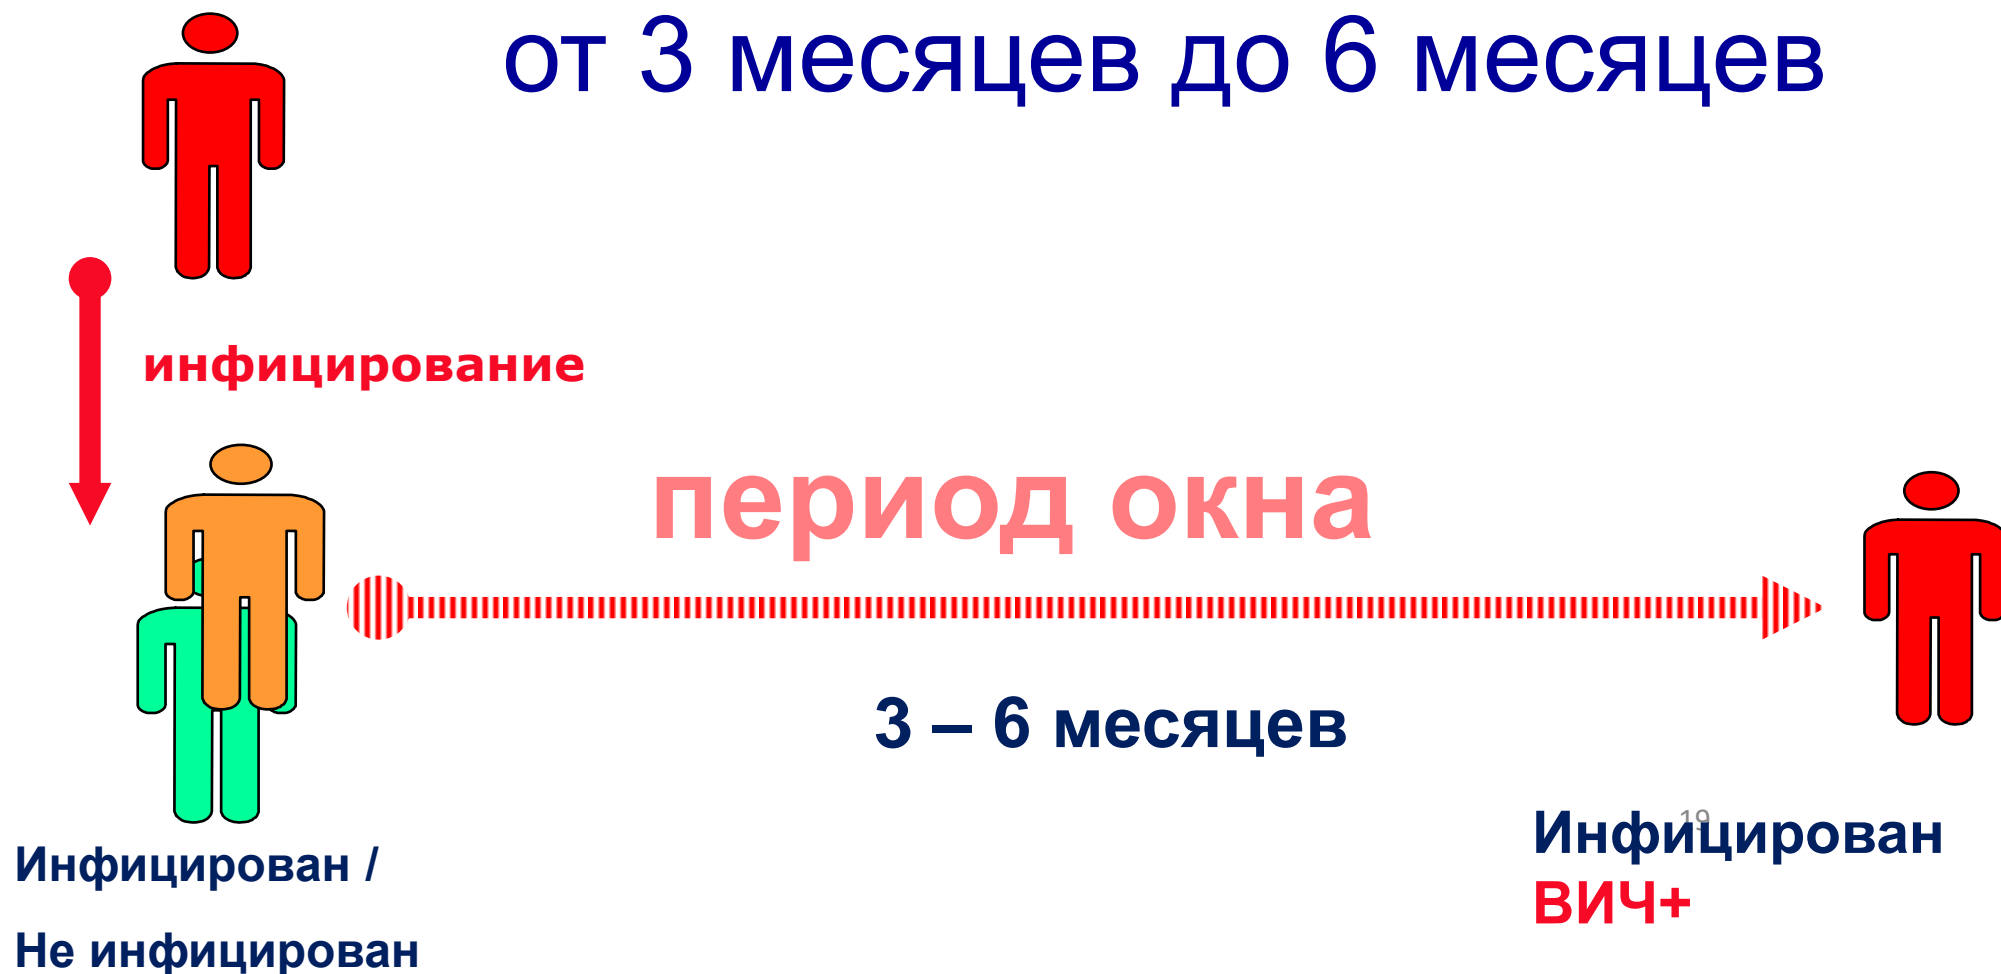 от 3 месяцев до 6 месяцев
инфицирование
период окна
3 – 6 месяцев
19
Инфицирован
ВИЧ+
Инфицирован /
Не инфицирован